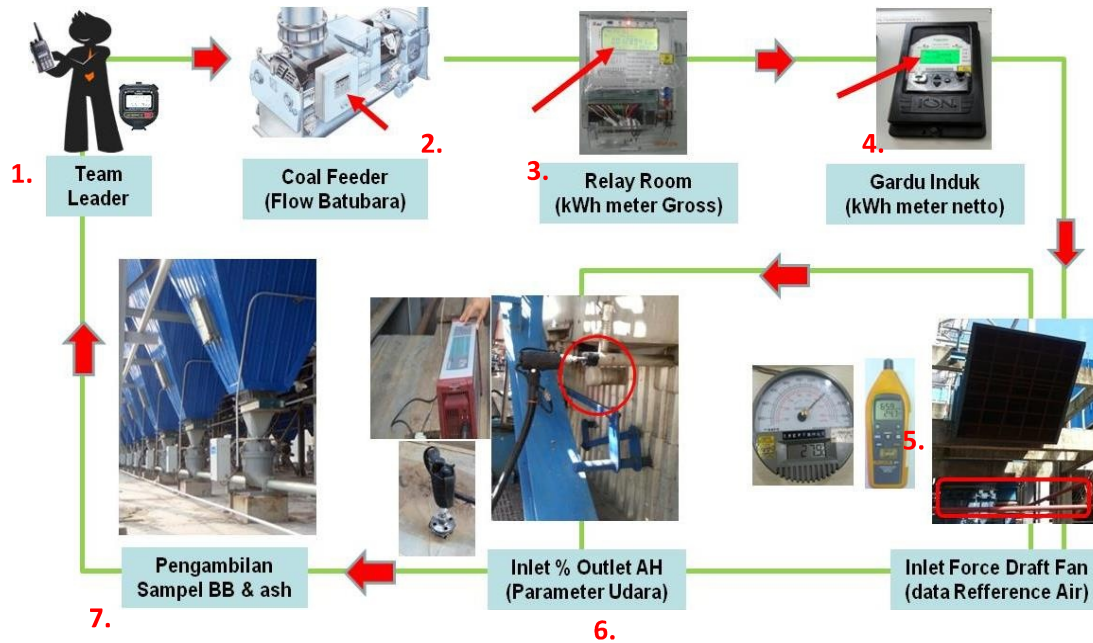 1.
Team
Leader
2.
Coal Feeder
(Flow Batubara)
3.
Relay Room
(kWh meter Gross)
ION
4.
Gardu Induk
(kWh meter netto)
5.
Inlet Force Draft Fan
(data Refference Air)
6.
Inlet % Outlet AH
(Parameter Udara)
7.
Pengambilan
Sampel BB & ash